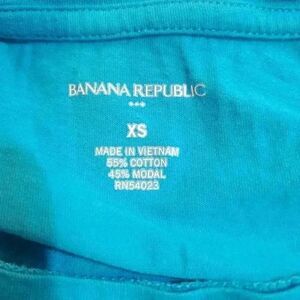 BANANA REPUBLIC
XS
MADE IN VIETNAM
55% COTTON
45% MODAL
RN54023